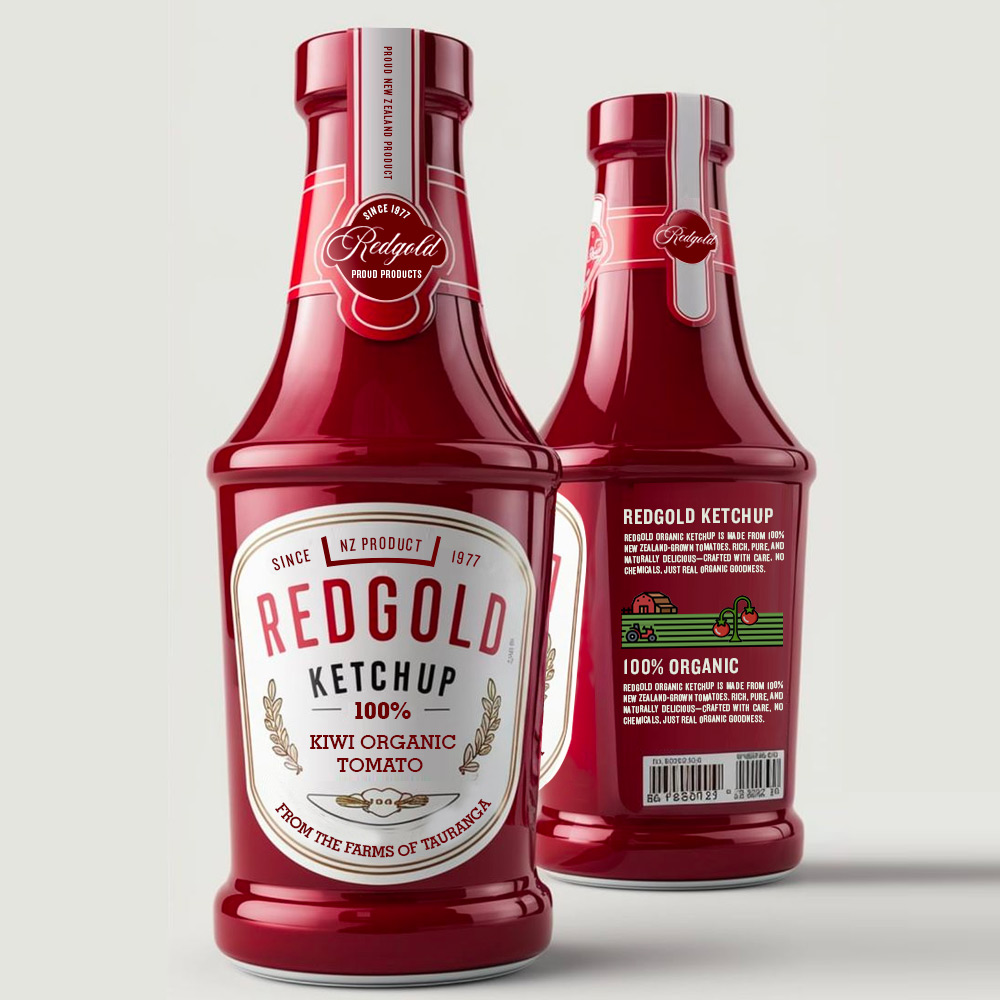 PROUD NEW ZEALAND PRODUCT
SINCE 1977
Redgold
PROUD PRODUCTS
SINCE NZ PRODUCT 1977
REDGOLD
KETCHUP
100%
KIWI ORGANIC
TOMATO
FROM THE FARMS OF TAURANGA
Redgold
REDGOLD KETCHUP
REDGOLD ORGANIC KETCHUP IS MADE FROM 100%
NEW ZEALAND-GROWN TOMATOES. RICH, PURE, AND
NATURALLY DELICIOUS—CRAFTED WITH CARE, NO
CHEMICALS, JUST REAL ORGANIC GOODNESS.
100% ORGANIC
REDGOLD ORGANIC KETCHUP IS MADE FROM 100%
NEW ZEALAND-GROWN TOMATOES. RICH, PURE, AND
NATURALLY DELICIOUS—CRAFTED WITH CARE, NO
CHEMICALS, JUST REAL ORGANIC GOODNESS.